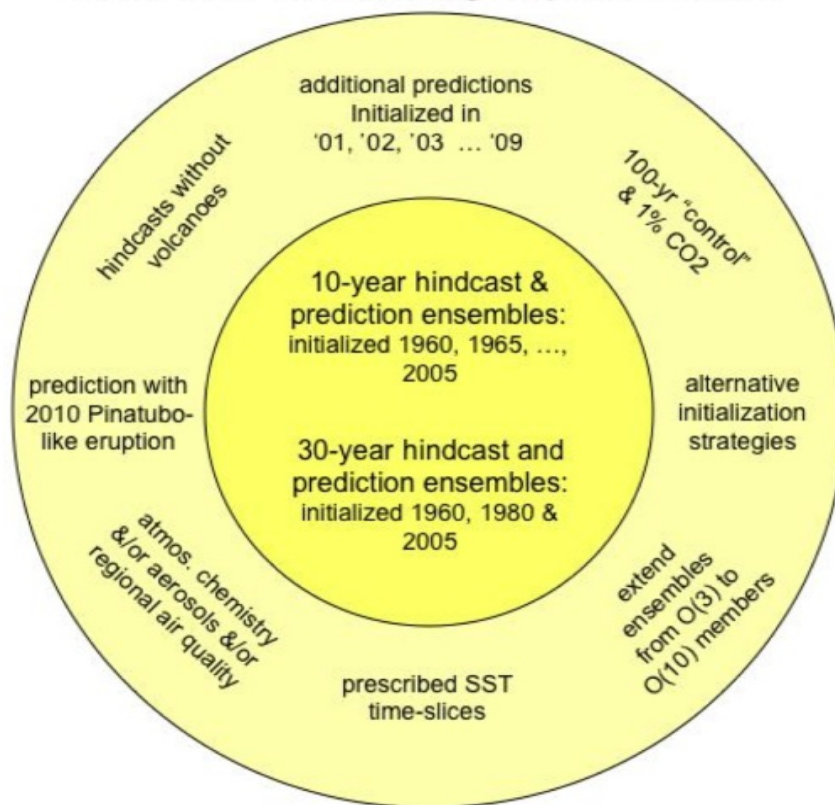 additional predictions
Initialized in
'01, '02, '03 ... '09
hindcasts without
volcanoes
100-yr "control"
& 1% CO2
10-year hindcast &
prediction ensembles:
initialized 1960, 1965, ...,
2005
prediction with
2010 Pinatubo-
like eruption
alternative
initialization
strategies
30-year hindcast and
prediction ensembles:
initialized 1960, 1980 &
2005
atmos. chemistry
&/or aerosols &/or
regional air quality
extend
ensembles
from O(3) to
O(10) members
prescribed SST
time-slices